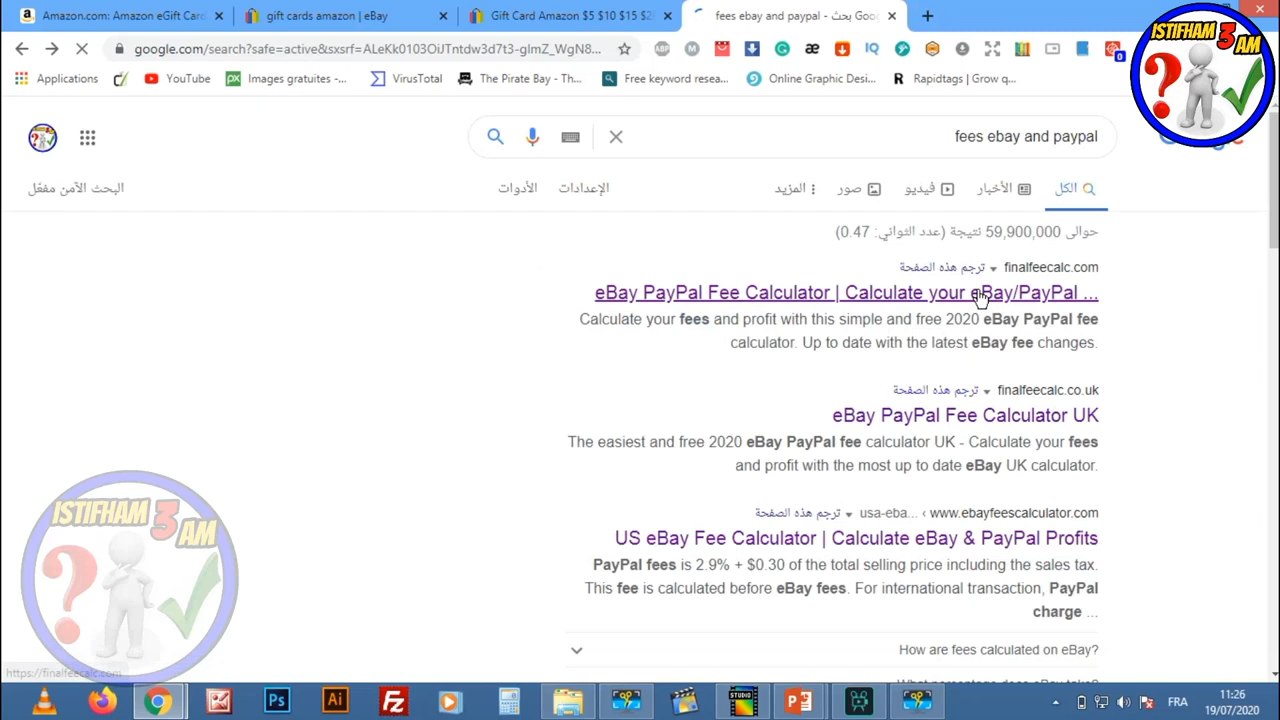 Amazon.com: Amazon eGift Card
gift cards amazon | eBay
Gift Card Amazon $5 $10 $15 $2
fees ebay and paypal - بحث Goo
google.com/search?safe=active&sxsrf=ALeKk0103OiJTntdw3d7t3-glmZ_WgN8...
Applications
YouTube
Images gratuites - ...
VirusTotal
The Pirate Bay - Th...
Free keyword resea...
Online Graphic Desi...
Rapidtags | Grow q...
ISTIFHAM 3 AM
fees ebay and paypal
الكل
الأخبار
فيديو
صور
المزيد
الإعدادات
الأدوات
البحث الآمن مفعّل
حوالى 59,900,000 نتيجة (عدد الثواني: 0.47)
finalfeecalc.com ترجم هذه الصفحة
eBay PayPal Fee Calculator | Calculate your eBay/PayPal ...
Calculate your fees and profit with this simple and free 2020 eBay PayPal fee
calculator. Up to date with the latest eBay fee changes.
finalfeecalc.co.uk ترجم هذه الصفحة
eBay PayPal Fee Calculator UK
The easiest and free 2020 eBay PayPal fee calculator UK - Calculate your fees
and profit with the most up to date eBay UK calculator.
www.ebayfeescalculator.com › usa-eba... ترجم هذه الصفحة
US eBay Fee Calculator | Calculate eBay & PayPal Profits
PayPal fees is 2.9% + $0.30 of the total selling price including the sales tax.
This fee is calculated before eBay fees. For international transaction, PayPal
charge ...
How are fees calculated on eBay?
ISTIFHAM 3 AM
https://finalfeecalc.com
FRA
11:26
19/07/2020